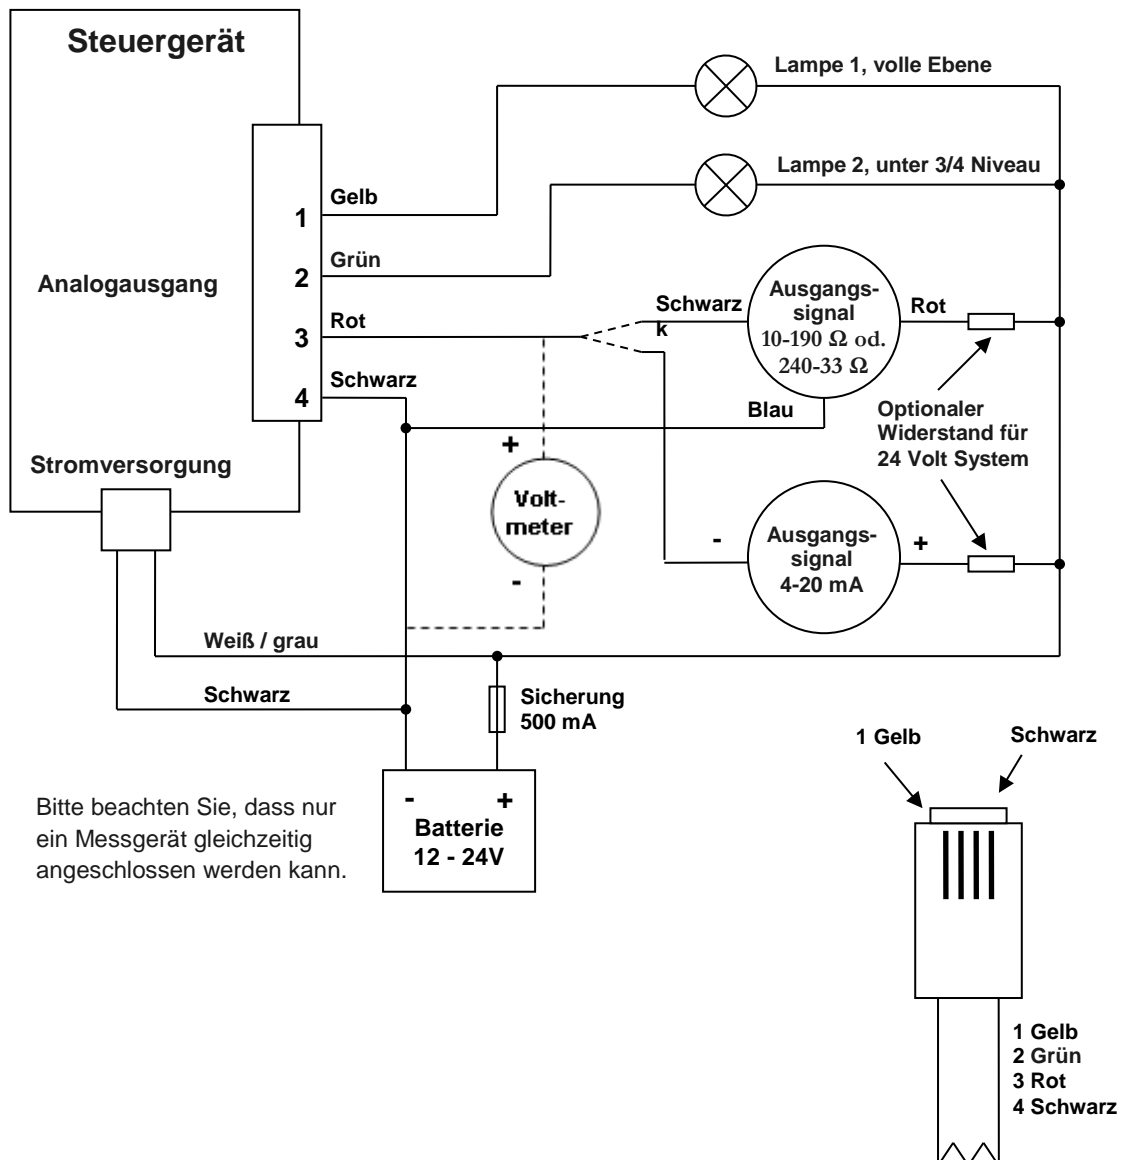 Steuergerät
Lampe 1, volle Ebene
Lampe 2, unter 3/4 Niveau
Gelb
1
Grün
2
Analogausgang
Rot
3
Schwarz
4
Schwarz
k
Ausgangs-
signal
10-190 Ω od.
240-33 Ω
Rot
Blau
Optionaler
Widerstand für
24 Volt System
Stromversorgung
+
Volt-
meter
-
-
Ausgangs-
signal
4-20 mA
+
Weiß / grau
Schwarz
Sicherung
500 mA
- +
Batterie
12 - 24V
Bitte beachten Sie, dass nur
ein Messgerät gleichzeitig
angeschlossen werden kann.
1 Gelb
Schwarz
1 Gelb
2 Grün
3 Rot
4 Schwarz